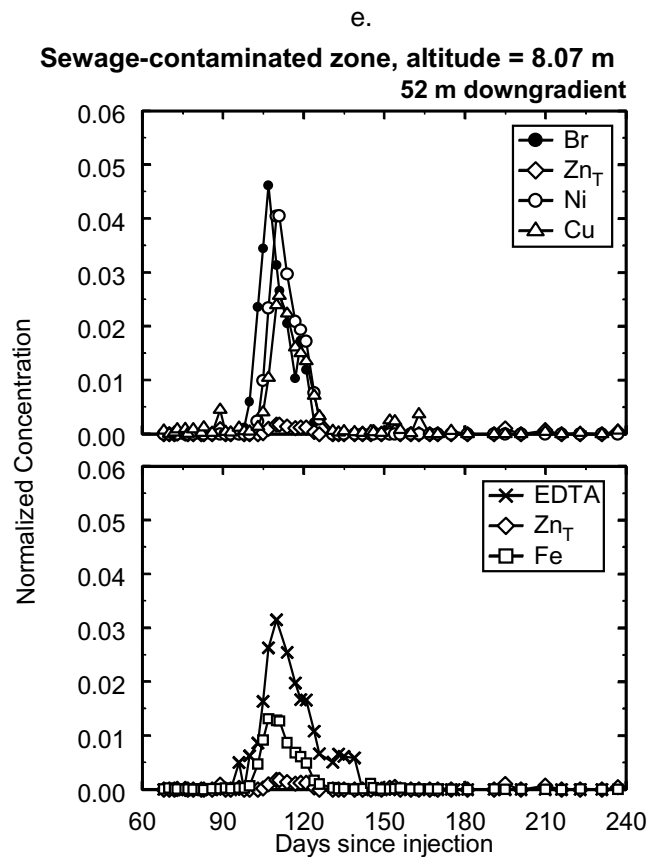 e.
Sewage-contaminated zone, altitude = 8.07 m
52 m downgradient
0.06
0.05
0.04
0.03
0.02
0.01
0.00
Br
Zn_T
Ni
Cu
Normalized Concentration
0.06
0.05
0.04
0.03
0.02
0.01
0.00
EDTA
Zn_T
Fe
60 90 120 150 180 210 240
Days since injection